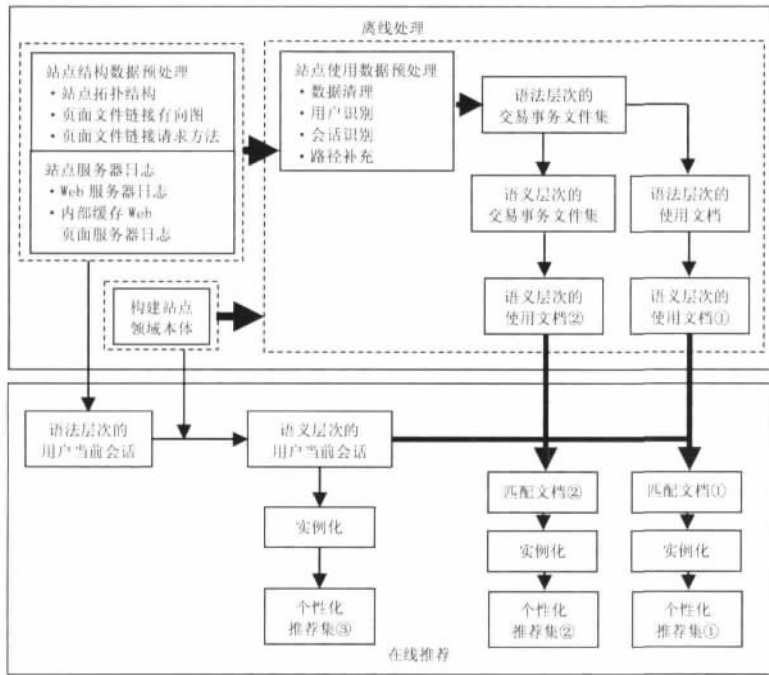 离线处理
站点结构数据预处理
·站点拓扑结构
·页面文件链接有向图
·页面文件链接请求方法
站点服务器日志
·Web服务器日志
·内部缓存Web
页面服务器日志
站点使用数据预处理
·数据清理
·用户识别
·会话识别
·路径补充
语法层次的
交易事务文件集
语义层次的
交易事务文件集
语法层次的
使用文档
构建站点
领域本体
语义层次的
使用文档②
语义层次的
使用文档①
语法层次的
用户当前会话
语义层次的
用户当前会话
匹配文档②
匹配文档①
实例化
实例化
实例化
个性化
推荐集③
个性化
推荐集②
个性化
推荐集①
在线推荐